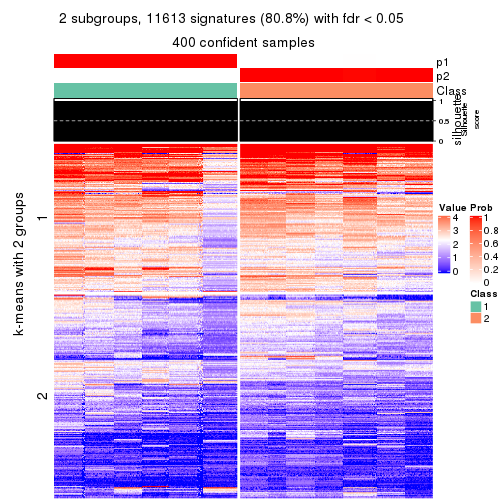 2 subgroups, 11613 signatures (80.8%) with fdr < 0.05
400 confident samples
p1
p2
Class
1
0.5
0
silhouette
Silhouette
score
k-means with 2 groups
1
2
Value
4
3
2
1
0
Prob
1
0.8
0.6
0.4
0.2
0
Class
1
2